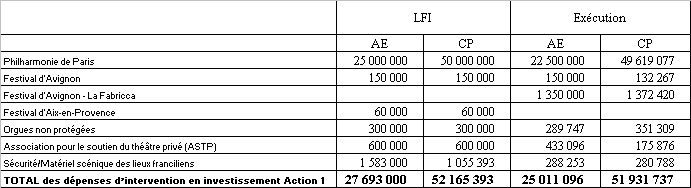 LFI Exécution
AE CP AE CP
Philharmonie de Paris 25 000 000 50 000 000 22 500 000 49 619 077
Festival d'Avignon 150 000 150 000 150 000 132 267
Festival d'Avignon - La Fabricca 1 350 000 1 372 420
Festival d'Aix-en-Provence 60 000 60 000
Orgues non protégées 300 000 300 000 289 747 351 309
Association pour le soutien du théâtre privé (ASTP) 600 000 600 000 433 096 175 876
Sécurité/Matériel scénique des lieux franciliens 1 583 000 1 055 393 288 253 280 788
TOTAL des dépenses d'intervention en investissement Action 1 27 693 000 52 165 393 25 011 096 51 931 737